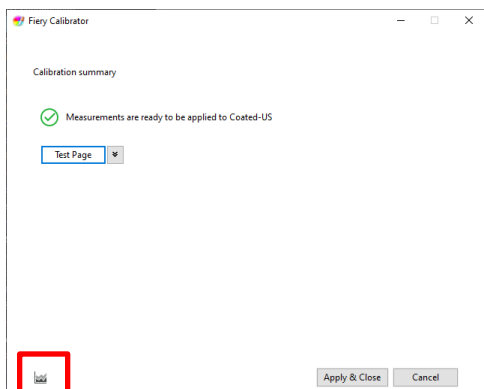 Fiery Calibrator
Calibration summary
Measurements are ready to be applied to Coated-US
Test Page
Apply & Close
Cancel